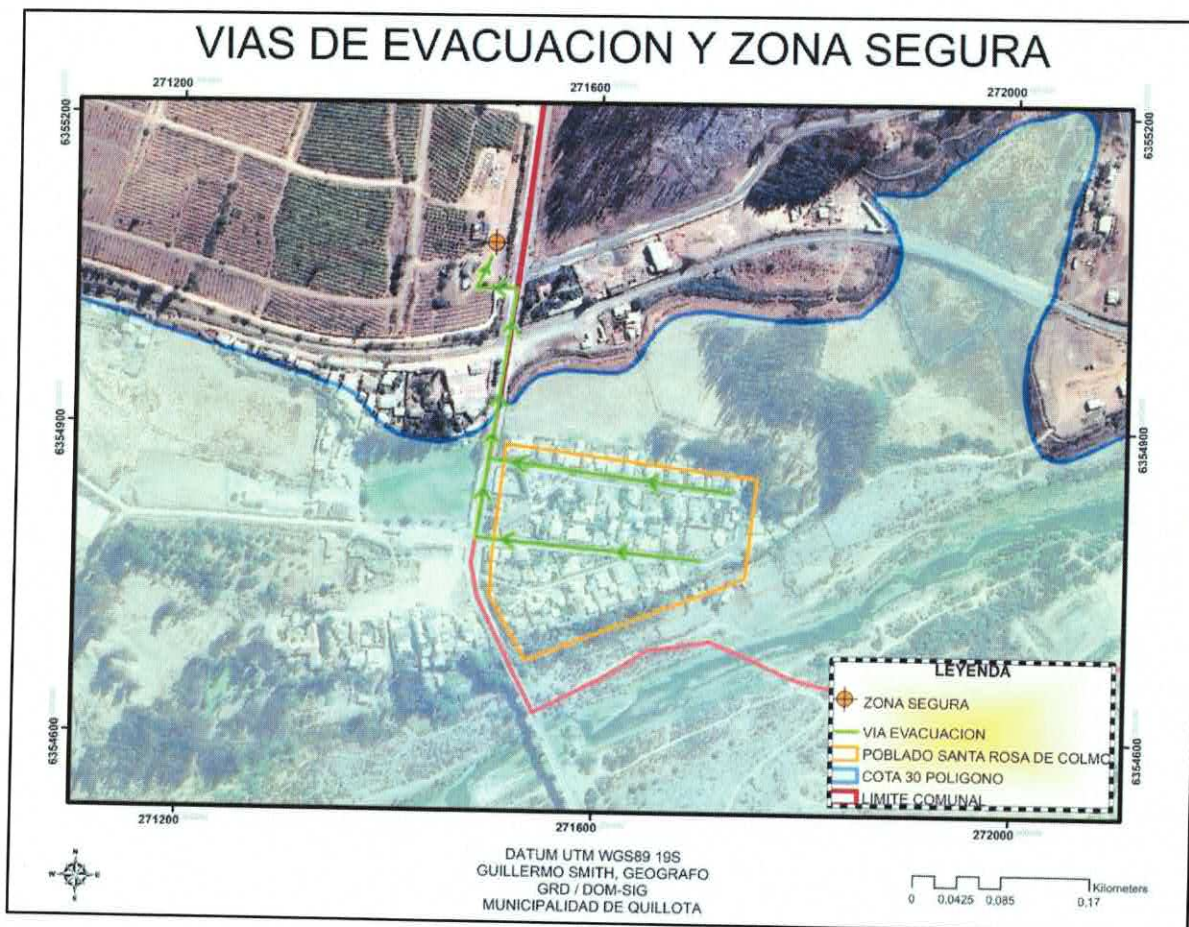 VIAS DE EVACUACION Y ZONA SEGURA
271200
271600
272000
6355200
6355200
6354900
6354900
6354600
6354600
LEYENDA
ZONA SEGURA
VIA EVACUACION
POBLADO SANTA ROSA DE COLMO
COTA 30 POLIGONO
LIMITE COMUNAL
271200
271600
272000
DATUM UTM WGS89 19S
GUILLERMO SMITH, GEOGRAFO
GRD / DOM-SIG
MUNICIPALIDAD DE QUILLOTA
N
W
E
S
Kilometers
0 0,0425 0,085 0,17